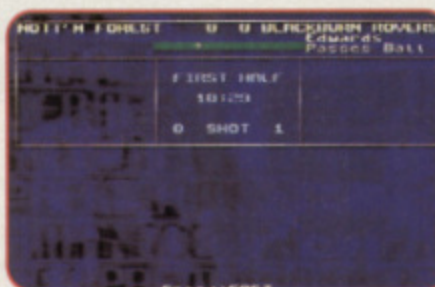 NOTT'M FOREST 0 0 BLACKBURN ROVERS
Edwards
Passes Ball
FIRST HALF
10:29
0 SHOT 1